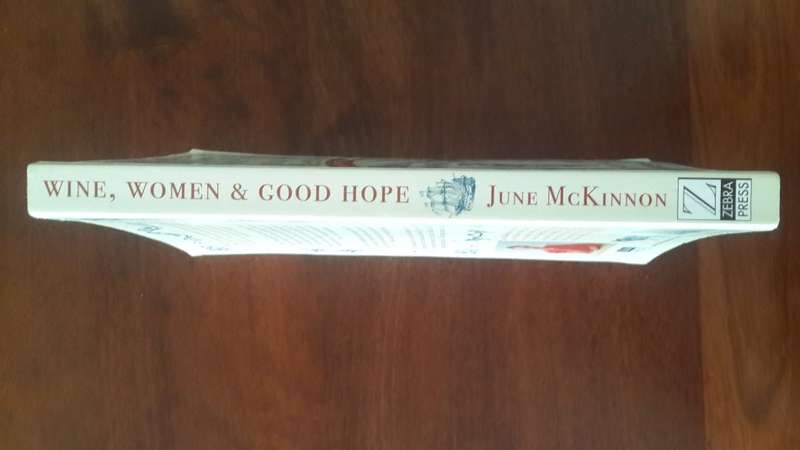 WINE, WOMEN & GOOD HOPE
JUNE MCKINNON
Z
ZEBRA
PRESS